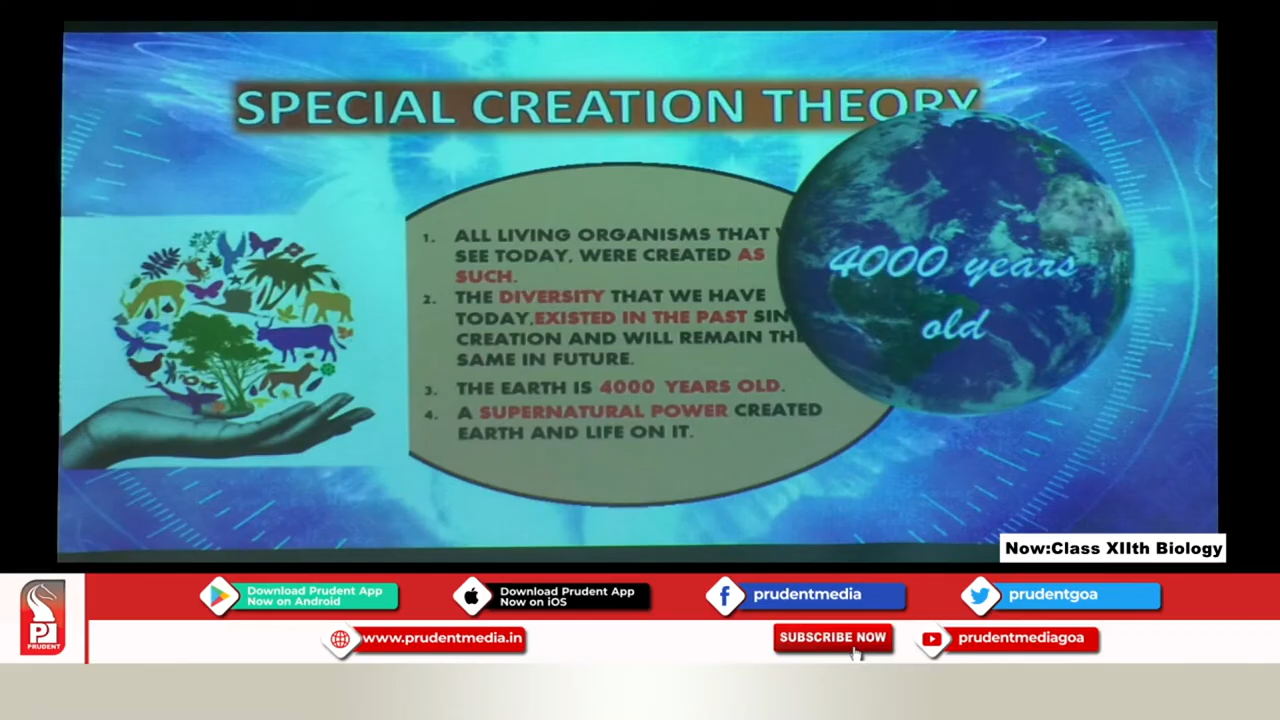 SPECIAL CREATION THEORY
1. ALL LIVING ORGANISMS THAT
SEE TODAY, WERE CREATED AS
SUCH.
2. THE DIVERSITY THAT WE HAVE
TODAY,EXISTED IN THE PAST SIN
CREATION AND WILL REMAIN THE
SAME IN FUTURE.
3. THE EARTH IS 4000 YEARS OLD.
4. A SUPERNATURAL POWER CREATED
EARTH AND LIFE ON IT.
4000 years
old
Now:Class XIIth Biology
PRUDENT
Download Prudent App
Now on Android
Download Prudent App
Now on iOS
prudentmedia
prudentgoa
www.prudentmedia.in
SUBSCRIBE NOW
prudentmediagoa